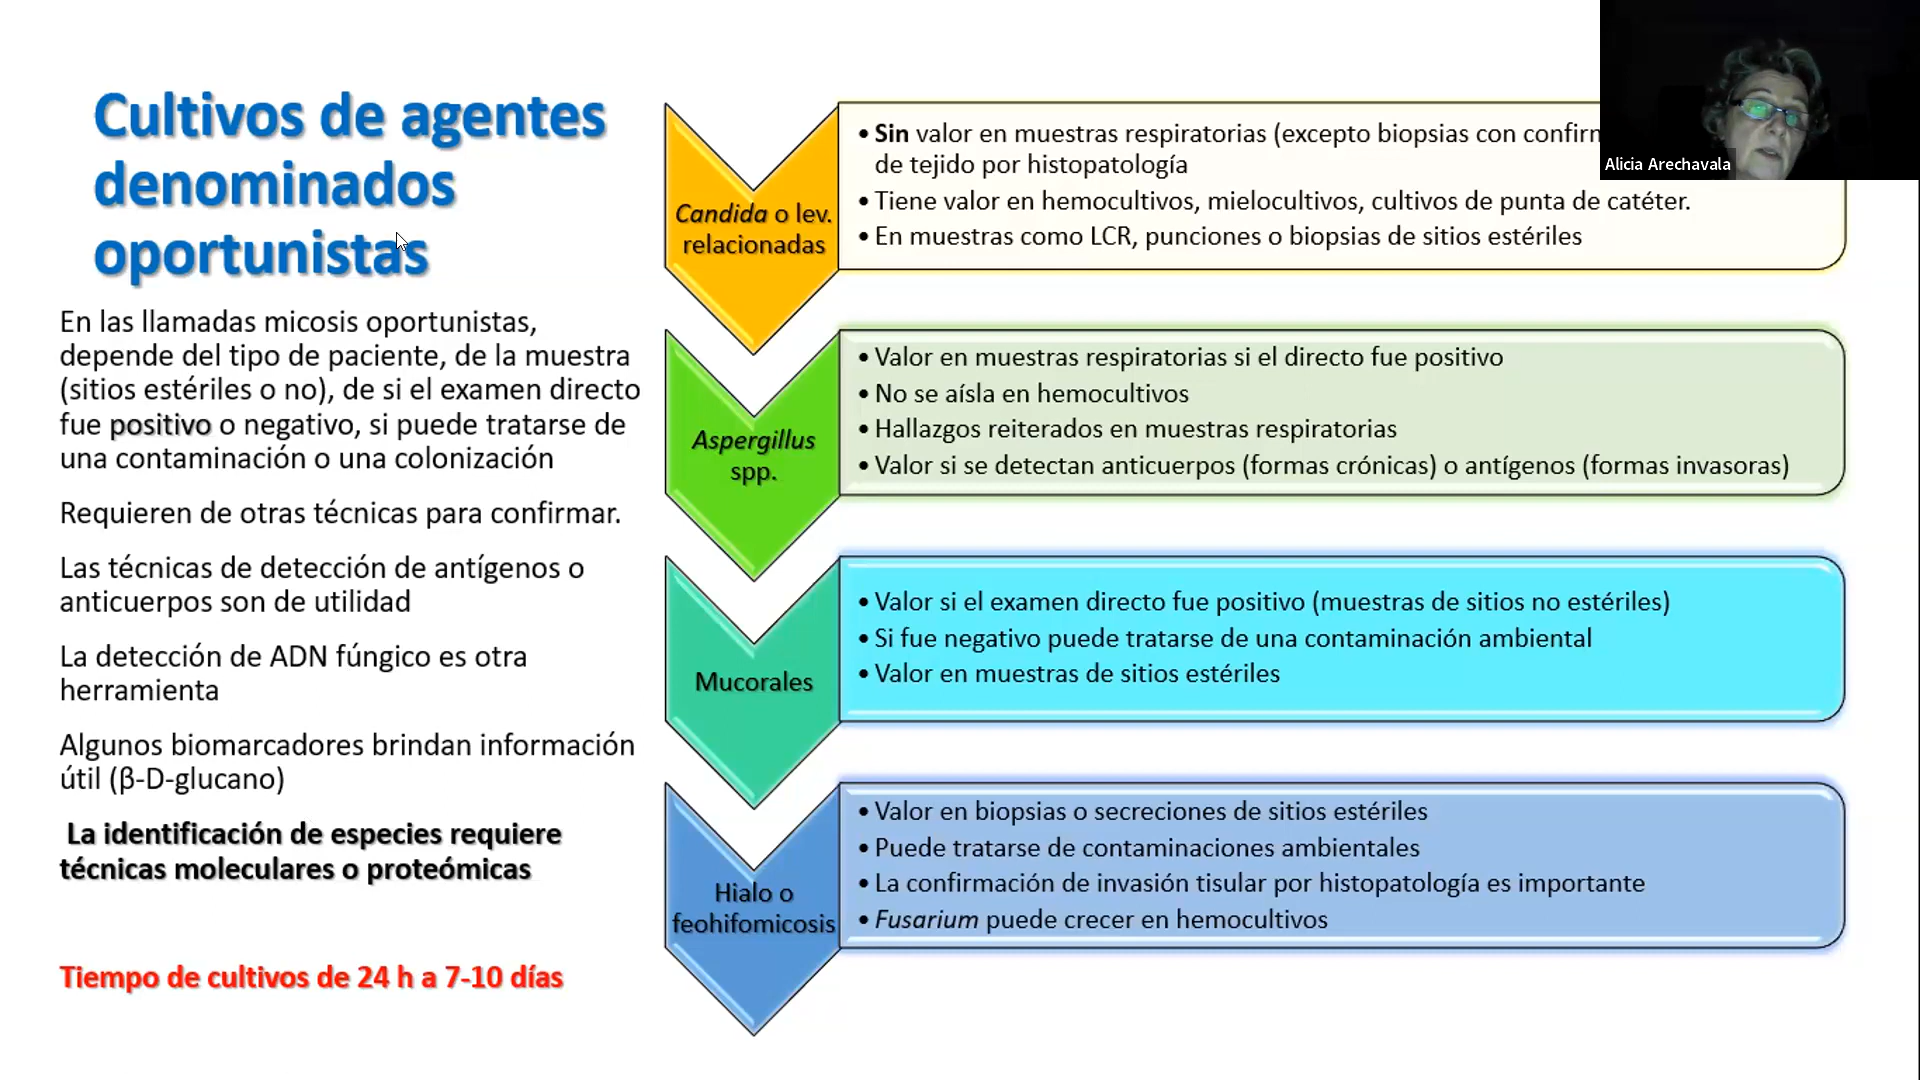 Cultivos de agentes
denominados
oportunistas
En las llamadas micosis oportunistas,
depende del tipo de paciente, de la muestra
(sitios estériles o no), de si el examen directo
fue positivo o negativo, si puede tratarse de
una contaminación o una colonización
Requieren de otras técnicas para confirmar.
Las técnicas de detección de antígenos o
anticuerpos son de utilidad
La detección de ADN fúngico es otra
herramienta
Algunos biomarcadores brindan información
útil (β-D-glucano)
La identificación de especies requiere
técnicas moleculares o proteómicas
Tiempo de cultivos de 24 h a 7-10 días
Candida o lev.
relacionadas
• Sin valor en muestras respiratorias (excepto biopsias con
de tejido por histopatología
• Tiene valor en hemocultivos, mielocultivos, cultivos de punta de catéter.
• En muestras como LCR, punciones o biopsias de sitios estériles
Aspergillus
spp.
• Valor en muestras respiratorias si el directo fue positivo
• No se aísla en hemocultivos
• Hallazgos reiterados en muestras respiratorias
• Valor si se detectan anticuerpos (formas crónicas) o antígenos (formas invasoras)
Mucorales
• Valor si el examen directo fue positivo (muestras de sitios no estériles)
• Si fue negativo puede tratarse de una contaminación ambiental
• Valor en muestras de sitios estériles
Hialo o
feohifomicosis
• Valor en biopsias o secreciones de sitios estériles
• Puede tratarse de contaminaciones ambientales
• La confirmación de invasión tisular por histopatología es importante
• Fusarium puede crecer en hemocultivos
Alicia Arechavala